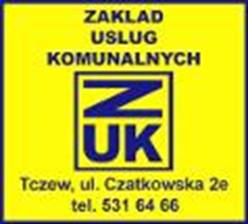 ZAKLAD
USLUG
KOMUNALNYCH
Z
UK
Tczew, ul. Czatkowska 2e
tel. 531 64 66